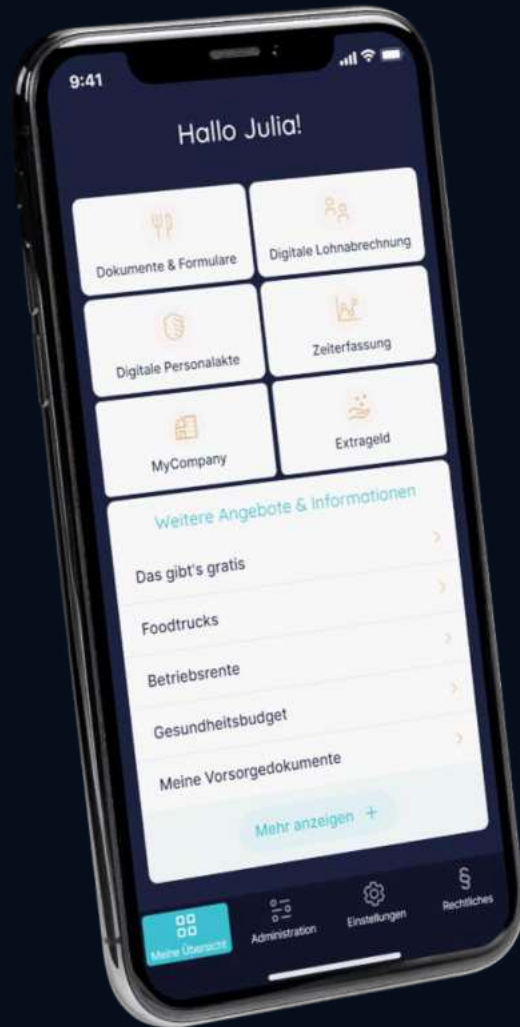 9:41
Hallo Julia!
Dokumente & Formulare
Digitale Lohnabrechnung
Digitale Personalakte
Zeiterfassung
MyCompany
Extrageld
Weitere Angebote & Informationen
Das gibt's gratis
Foodtrucks
Betriebsrente
Gesundheitsbudget
Meine Vorsorgedokumente
Mehr anzeigen +
Meine Übersicht
Administration
Einstellungen
§
Rechtliches